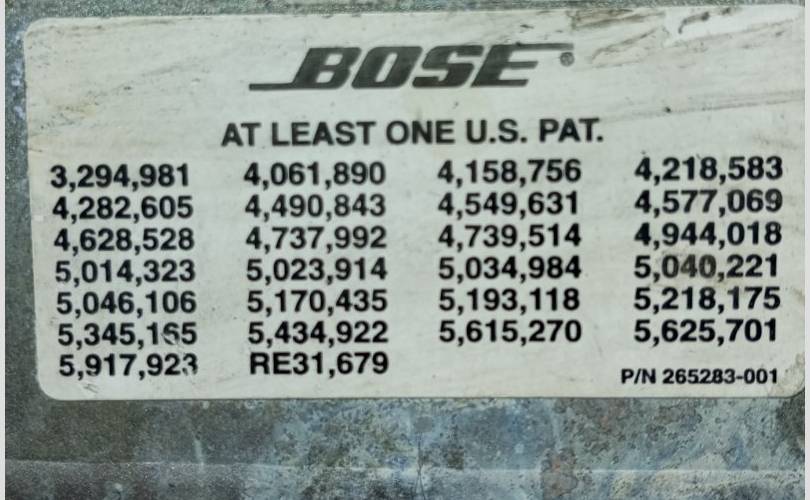 BOSE®
AT LEAST ONE U.S. PAT.
3,294,981 4,061,890 4,158,756 4,218,583
4,282,605 4,490,843 4,549,631 4,577,069
4,628,528 4,737,992 4,739,514 4,944,018
5,014,323 5,023,914 5,034,984 5,040,221
5,046,106 5,170,435 5,193,118 5,218,175
5,345,165 5,434,922 5,615,270 5,625,701
5,917,923 RE31,679
P/N 265283-001